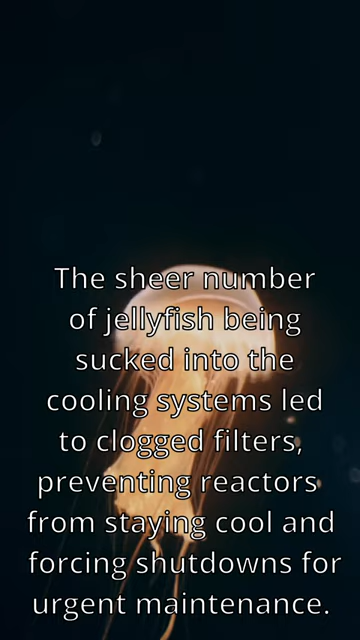 The sheer number
of jellyfish being
sucked into the
cooling systems led
to clogged filters,
preventing reactors
from staying cool and
forcing shutdowns for
urgent maintenance.